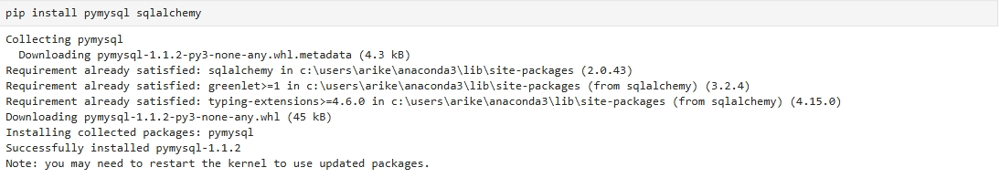 pip install pymysql sqlalchemy
Collecting pymysql
  Downloading pymysql-1.1.2-py3-none-any.whl.metadata (4.3 kB)
Requirement already satisfied: sqlalchemy in c:\users\arike\anaconda3\lib\site-packages (2.0.43)
Requirement already satisfied: greenlet>=1 in c:\users\arike\anaconda3\lib\site-packages (from sqlalchemy) (3.2.4)
Requirement already satisfied: typing-extensions>=4.6.0 in c:\users\arike\anaconda3\lib\site-packages (from sqlalchemy) (4.15.0)
Downloading pymysql-1.1.2-py3-none-any.whl (45 kB)
Installing collected packages: pymysql
Successfully installed pymysql-1.1.2
Note: you may need to restart the kernel to use updated packages.